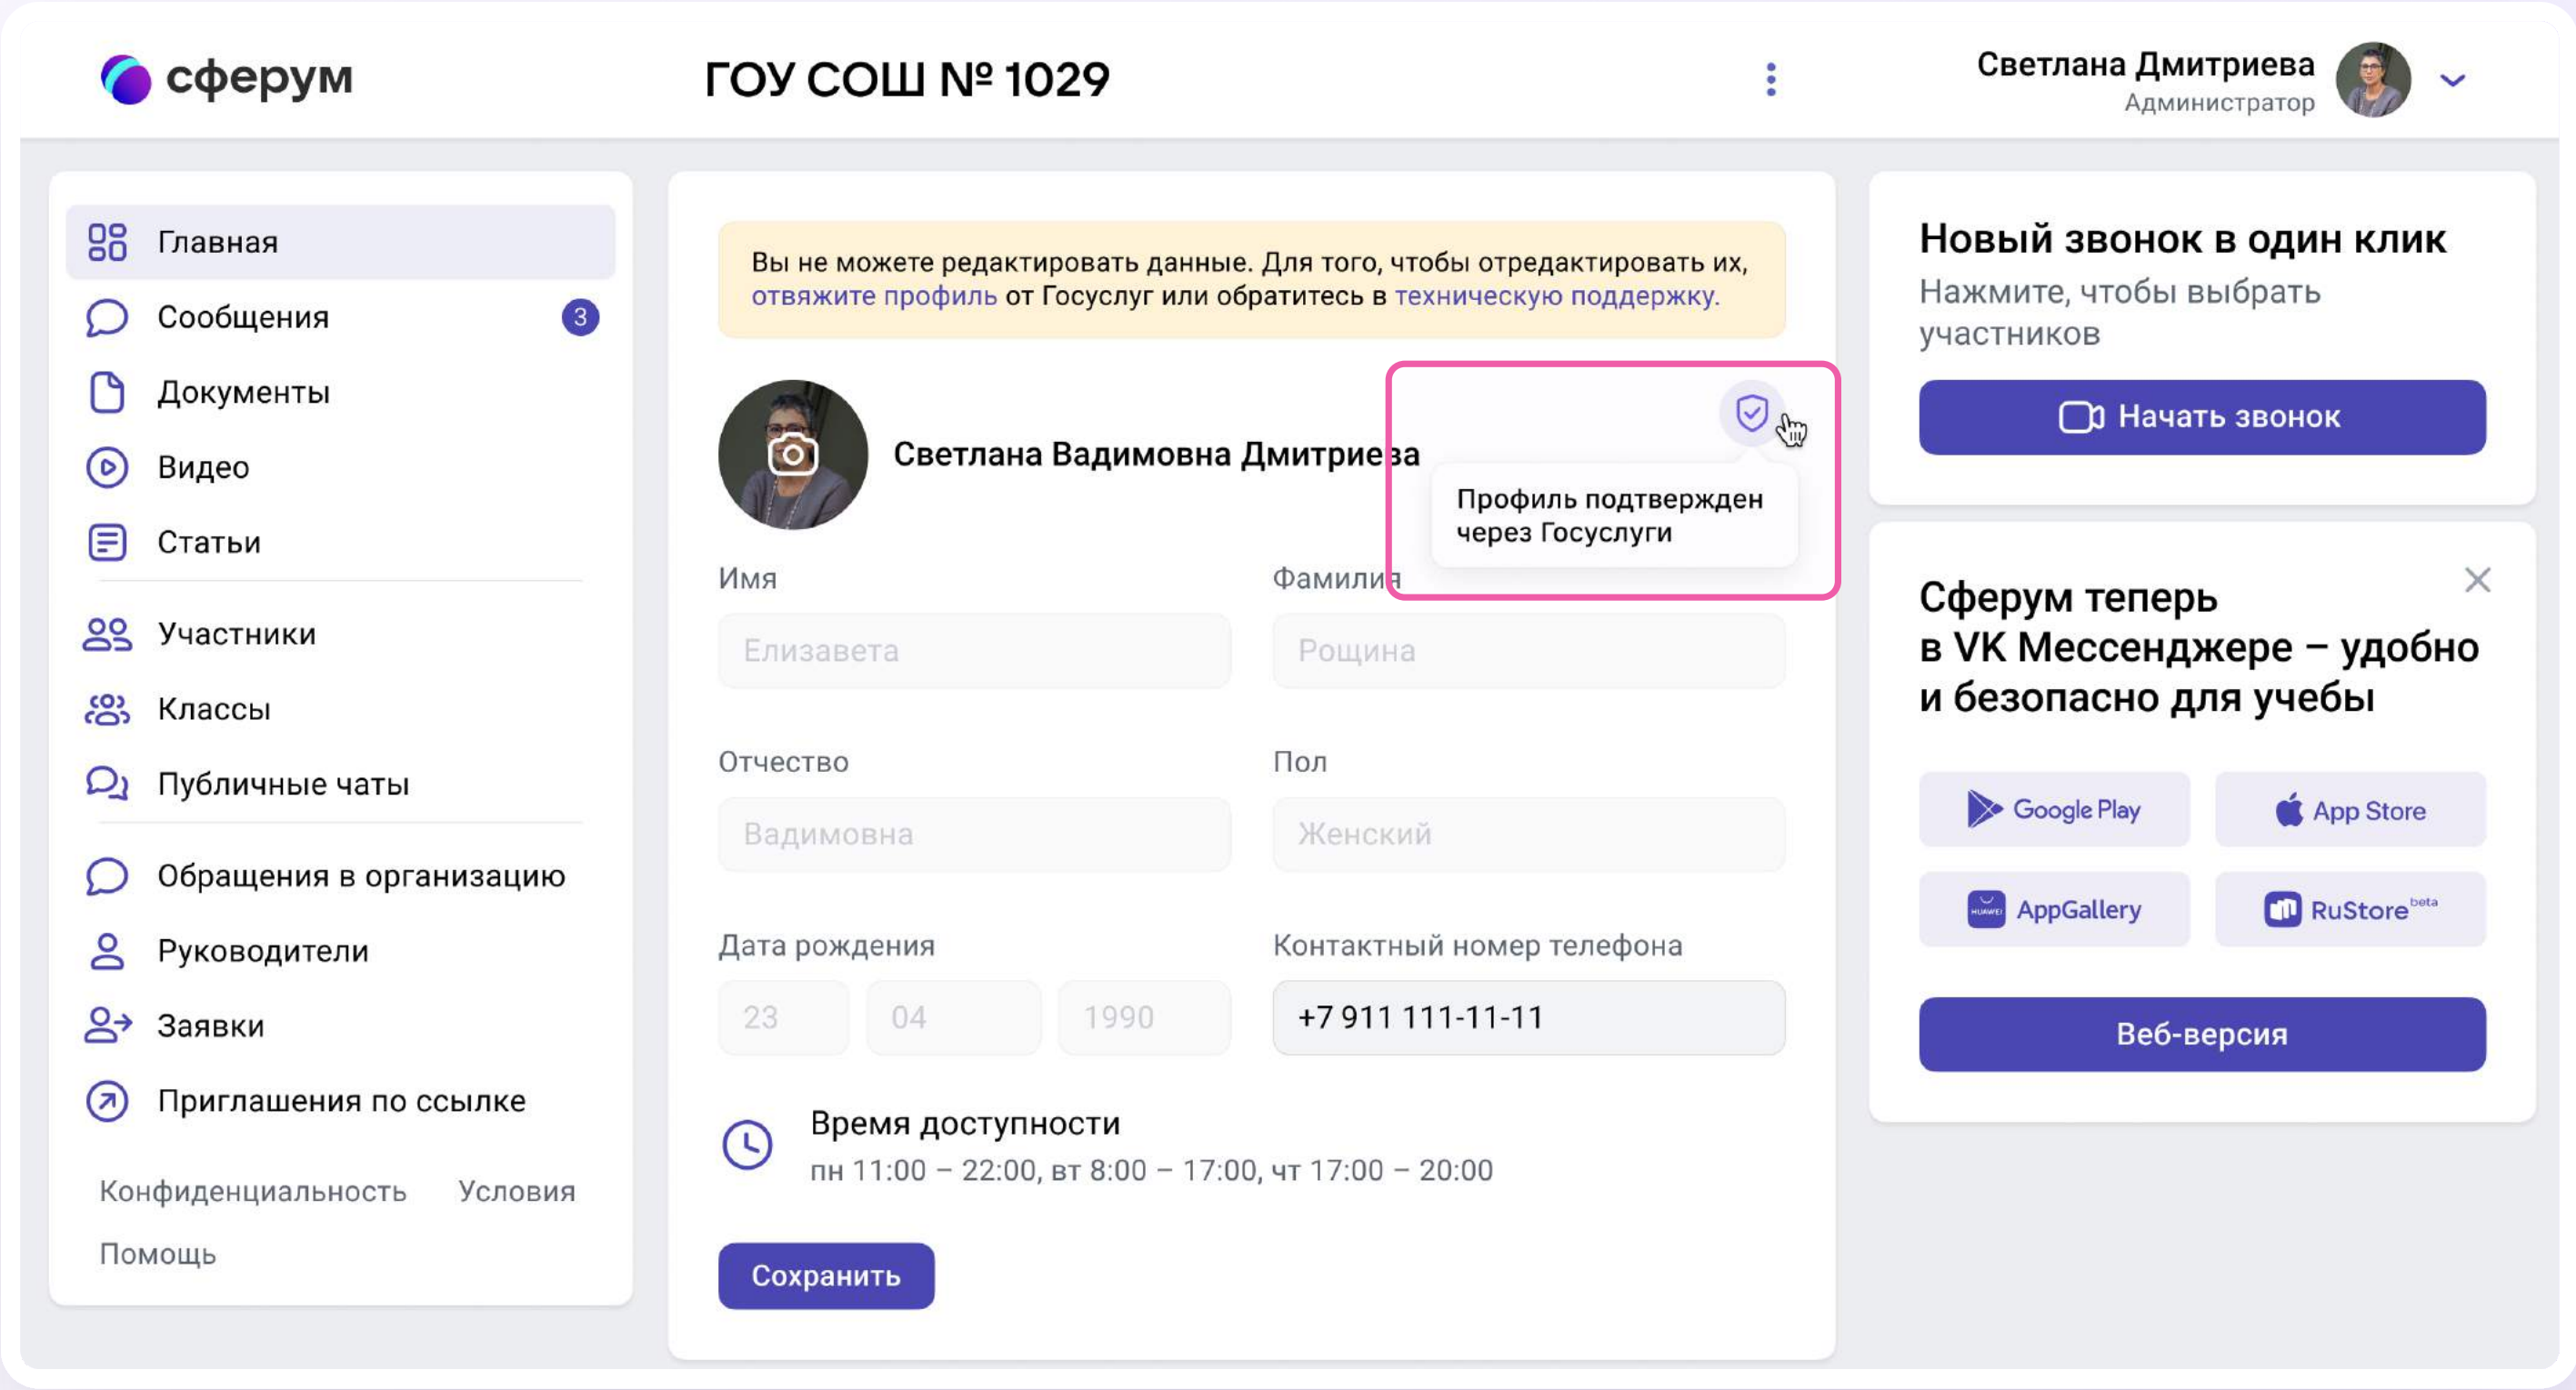 сферум
ГОУ СОШ № 1029
Светлана Дмитриева
Администратор
Главная
Сообщения
3
Документы
Видео
Статьи
Участники
Классы
Публичные чаты
Обращения в организацию
Руководители
Заявки
Приглашения по ссылке
Конфиденциальность
Условия
Помощь
Вы не можете редактировать данные. Для того, чтобы отредактировать их,
отвяжите профиль от Госуслуг или обратитесь в техническую поддержку.
Светлана Вадимовна Дмитриева
Профиль подтвержден
через Госуслуги
Имя
Фамилия
Елизавета
Рощина
Отчество
Пол
Вадимовна
Женский
Дата рождения
Контактный номер телефона
23
04
1990
+7 911 111-11-11
Время доступности
пн 11:00 – 22:00, вт 8:00 – 17:00, чт 17:00 – 20:00
Сохранить
Новый звонок в один клик
Нажмите, чтобы выбрать
участников
Начать звонок
Сферум теперь
в VK Мессенджере – удобно
и безопасно для учебы
Google Play
App Store
HUAWEI AppGallery
RuStore beta
Веб-версия